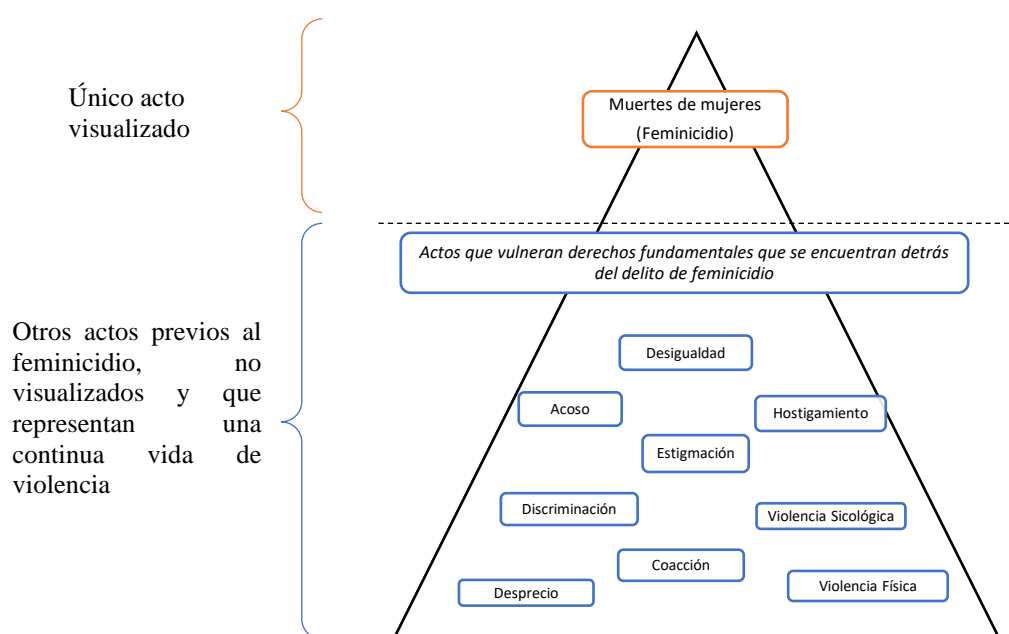 Único acto
visualizado
Muertes de mujeres
(Feminicidio)
Actos que vulneran derechos fundamentales que se encuentran detrás
del delito de feminicidio
Otros actos previos al
feminicidio, no
visualizados y que
representan una
continua vida de
violencia
Desigualdad
Acoso
Hostigamiento
Estigmación
Discriminación
Violencia Sicológica
Coacción
Desprecio
Violencia Física